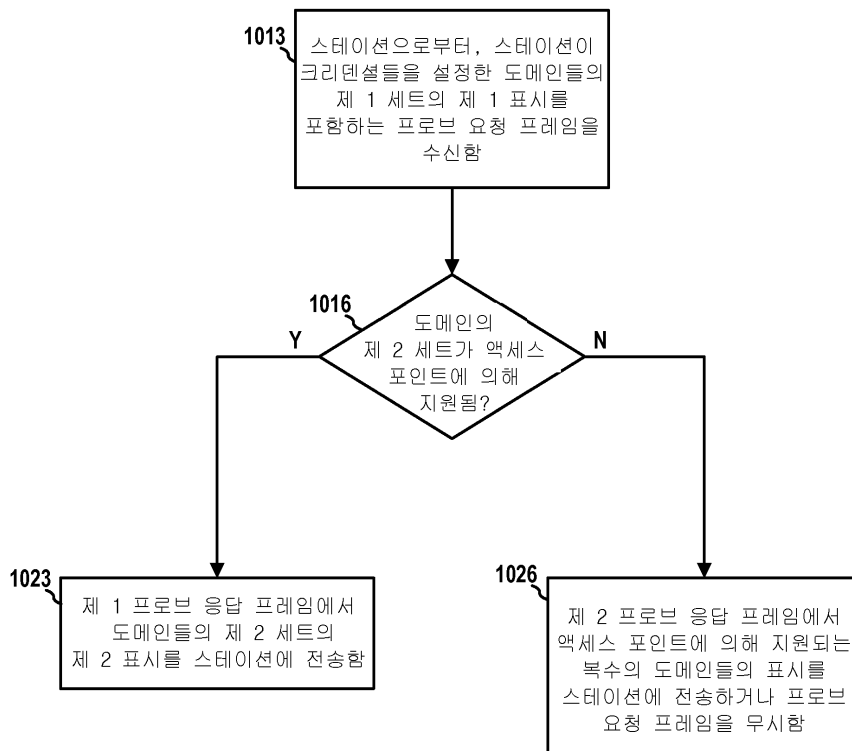 1013
스테이션으로부터, 스테이션이
크리덴셜들을 설정한 도메인들의
제 1 세트의 제 1 표시를
포함하는 프로브 요청 프레임을
수신함
1016
도메인의
제 2 세트가 액세스
포인트에 의해
지원됨?
Y
N
1023
제 1 프로브 응답 프레임에서
도메인들의 제 2 세트의
제 2 표시를 스테이션에 전송함
1026
제 2 프로브 응답 프레임에서
액세스 포인트에 의해 지원되는
복수의 도메인들의 표시를
스테이션에 전송하거나 프로브
요청 프레임을 무시함